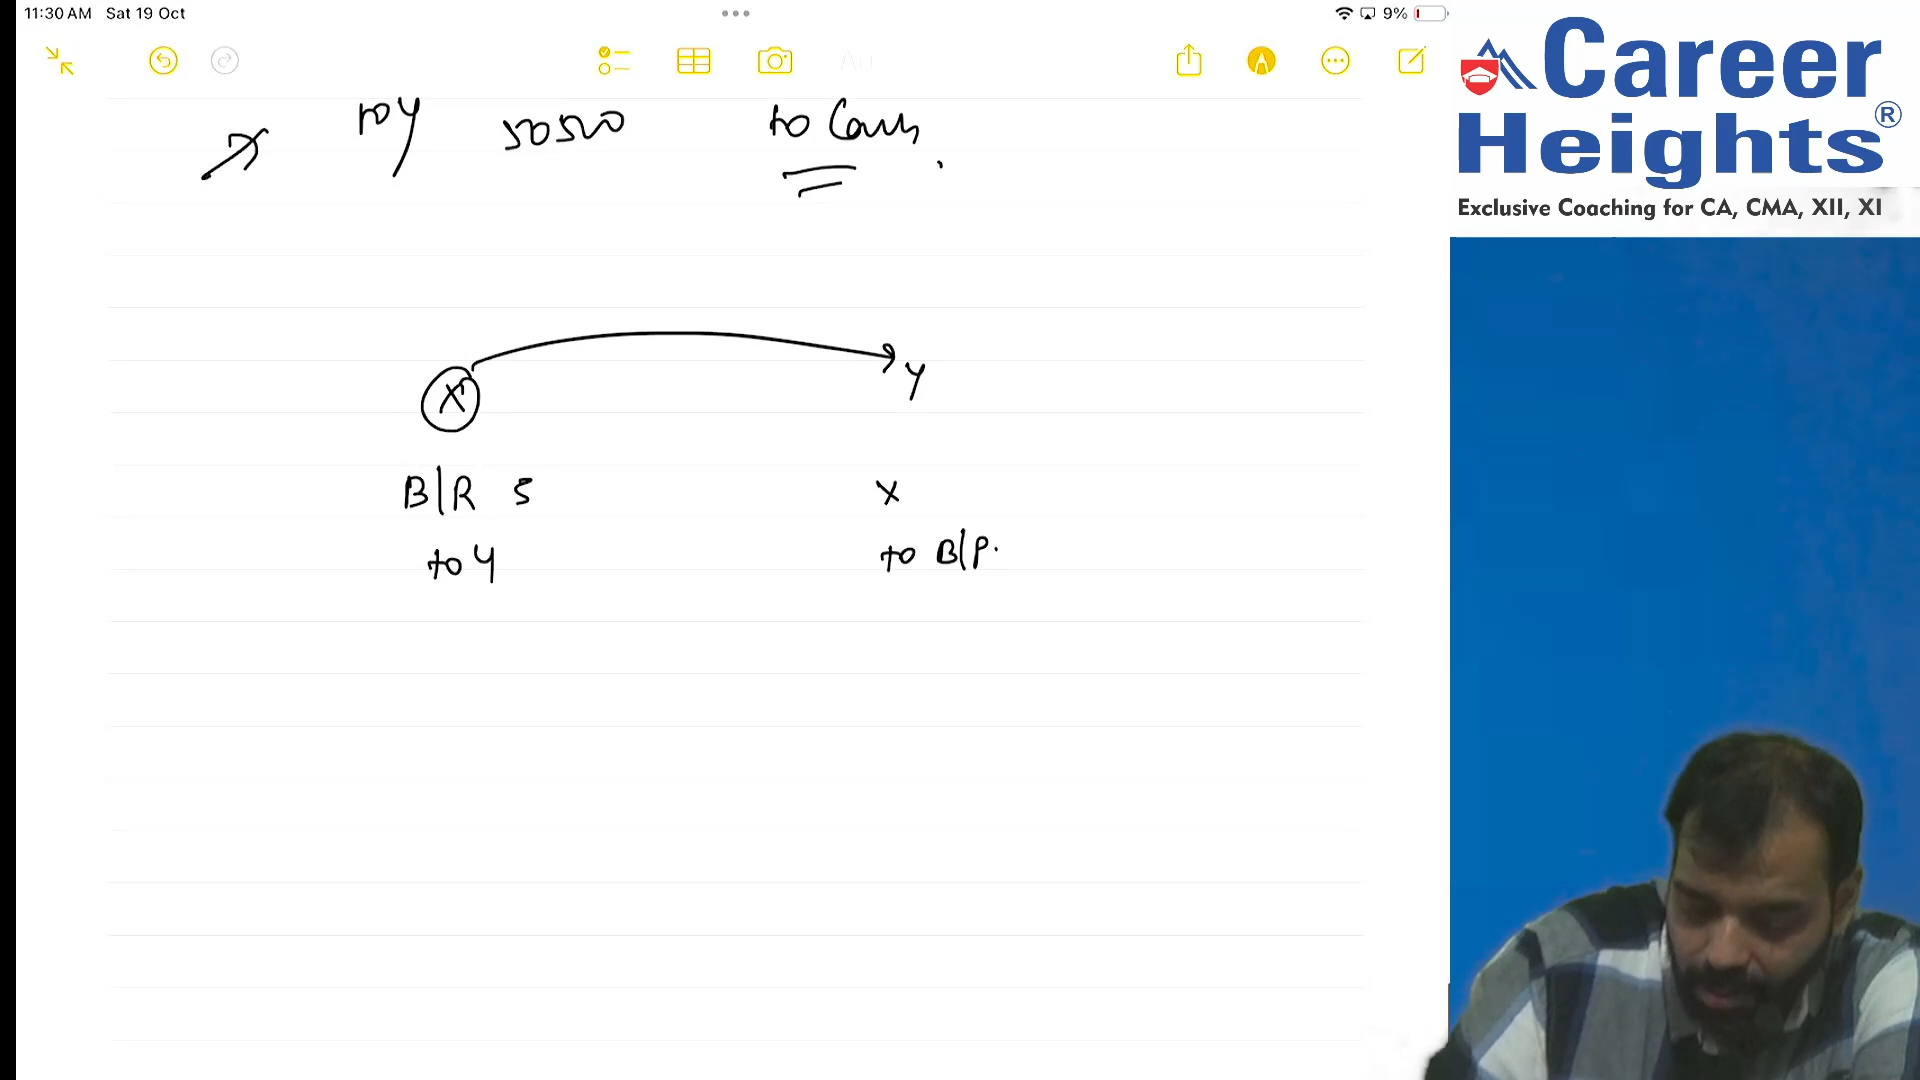 11:30 AM Sat 19 Oct
9%
to y 50500 to Cash
X Y
B/R 5 X
to Y to B/P.
Career
Heights®
Exclusive Coaching for CA, CMA, XII, XI